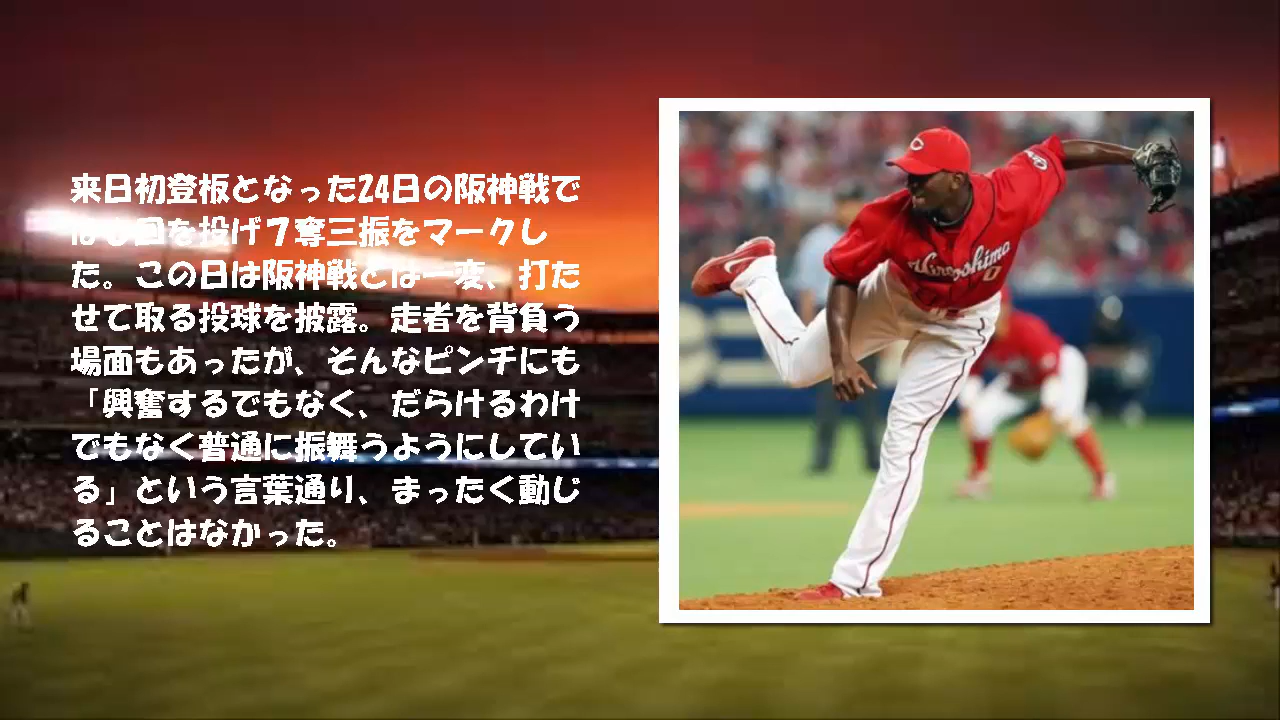 来日初登板となった24日の阪神戦で
は 回を投げ７奪三振をマークし
た。この日は阪神戦とは一変、打た
せて取る投球を披露。走者を背負う
場面もあったが、そんなピンチにも
「興奮するでもなく、だらけるわけ
でもなく普通に振舞うようにしてい
る」という言葉通り、まったく動じ
ることはなかった。
C
Hiroshima
0